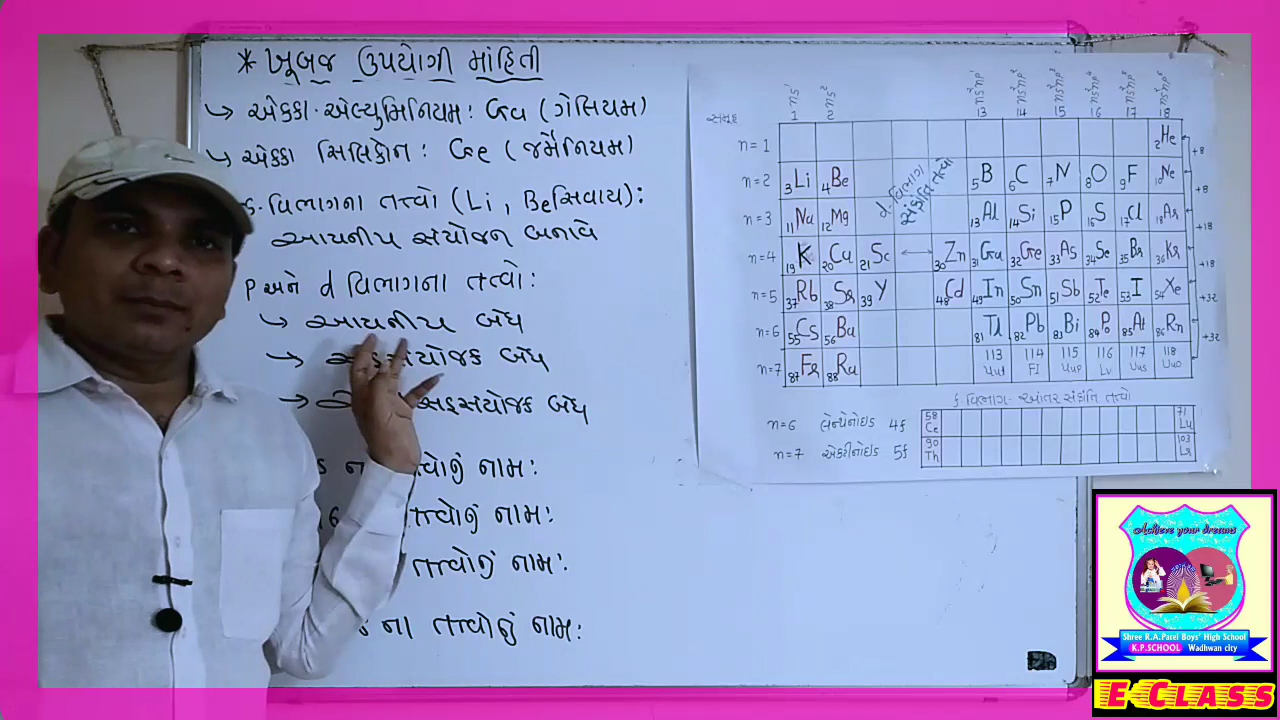 * ખૂબજ ઉપયોગી માંહિતી
→ એકકા-એલ્યુમિનિયમ: Ga (ગેલિયમ)
→ એકકા સિલિકોન: Ge (જર્મેનિયમ)
વિભાગના તત્વો (Li, Be સિવાય):
આયનીય સંયોજન બનાવે
p અને d વિભાગના તત્વો:
→ આયનીય બંધ
→ સહસંયોજક બંધ
→ સહસંયોજક બંધ
તત્વોનું નામ:
તત્વોનું નામ:
તત્વોનું નામ:
ના તત્વોનું નામ:
સમૂહ
ns¹ ns² ns²np¹ ns²np² ns²np³ ns²np⁴ ns²np⁵ ns²np⁶
1 2 13 14 15 16 17 18
n=1 2He +8
n=2 3Li 4Be 5B 6C 7N 8O 9F 10Ne +8
n=3 11Na 12Mg 13Al 14Si 15P 16S 17Cl 18Ar +18
n=4 19K 20Ca 21Sc ↔ 30Zn 31Ga 32Ge 33As 34Se 35Br 36Kr +18
n=5 37Rb 38Sr 39Y 48Cd 49In 50Sn 51Sb 52Te 53I 54Xe +32
n=6 55Cs 56Ba 81Tl 82Pb 83Bi 84Po 85At 86Rn +32
n=7 87Fr 88Ra 113 114 115 116 117 118
Uut Fl Uup Lv Uus Uuo
d-વિભાગ
સંક્રાંતિ તત્વો
f વિભાગ- આંતર સંક્રાંતિ તત્વો
n=6 લેન્થેનોઇડ 4f 58 Ce 71 Lu
n=7 એક્ટીનોઇડ 5f 90 Th 103 Lr
Achieve your dreams
Shree R.A.Patel Boys' High School
K.P.SCHOOL Wadhwan city
E-Class